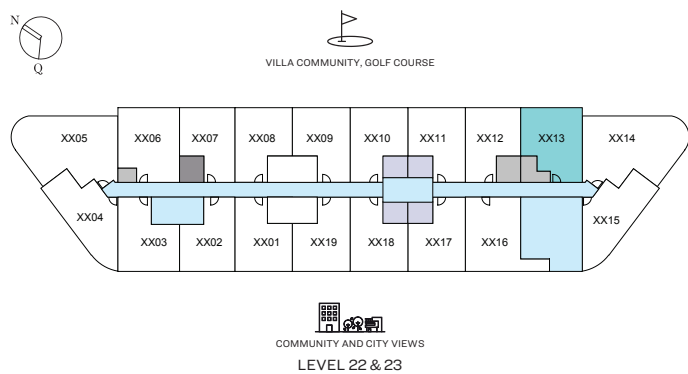 N
Q
VILLA COMMUNITY, GOLF COURSE
XX05 XX06 XX07 XX08 XX09 XX10 XX11 XX12 XX13 XX14
XX04 XX03 XX02 XX01 XX19 XX18 XX17 XX16 XX15
COMMUNITY AND CITY VIEWS
LEVEL 22 & 23